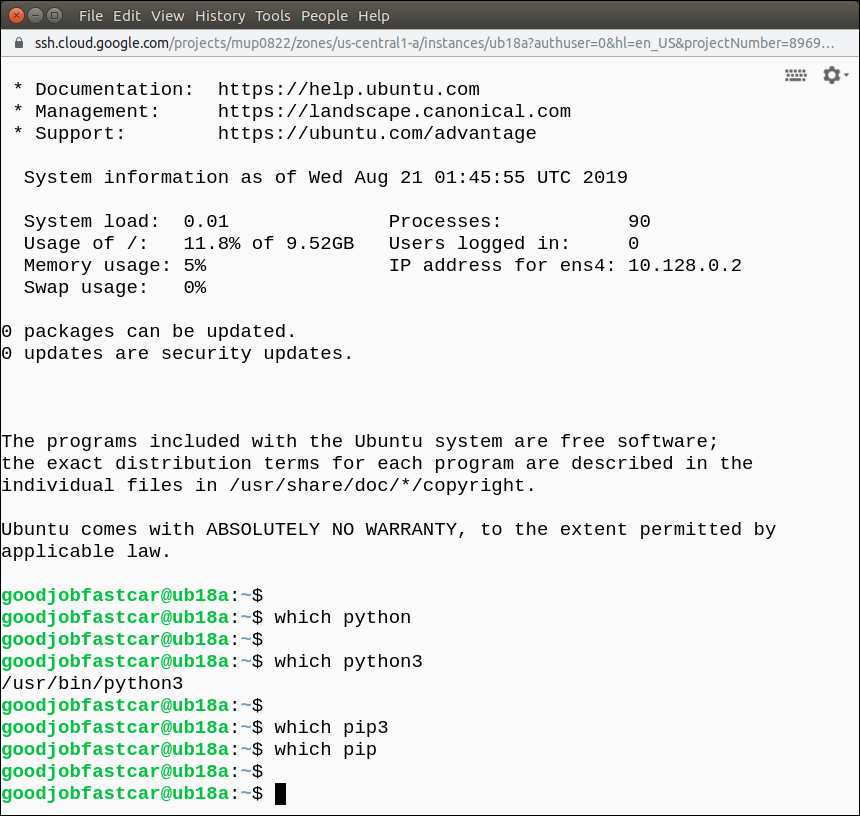 File Edit View History Tools People Help
ssh.cloud.google.com/projects/mup0822/zones/us-central1-a/instances/ub18a?authuser=0&hl=en_US&projectNumber=8969…
* Documentation:  https://help.ubuntu.com
* Management:     https://landscape.canonical.com
* Support:        https://ubuntu.com/advantage
System information as of Wed Aug 21 01:45:55 UTC 2019
System load:  0.01              Processes:           90
Usage of /:   11.8% of 9.52GB   Users logged in:     0
Memory usage: 5%                IP address for ens4: 10.128.0.2
Swap usage:   0%
0 packages can be updated.
0 updates are security updates.
The programs included with the Ubuntu system are free software;
the exact distribution terms for each program are described in the
individual files in /usr/share/doc/*/copyright.
Ubuntu comes with ABSOLUTELY NO WARRANTY, to the extent permitted by
applicable law.
goodjobfastcar@ub18a:~$
goodjobfastcar@ub18a:~$ which python
goodjobfastcar@ub18a:~$
goodjobfastcar@ub18a:~$ which python3
/usr/bin/python3
goodjobfastcar@ub18a:~$
goodjobfastcar@ub18a:~$ which pip3
goodjobfastcar@ub18a:~$ which pip
goodjobfastcar@ub18a:~$
goodjobfastcar@ub18a:~$